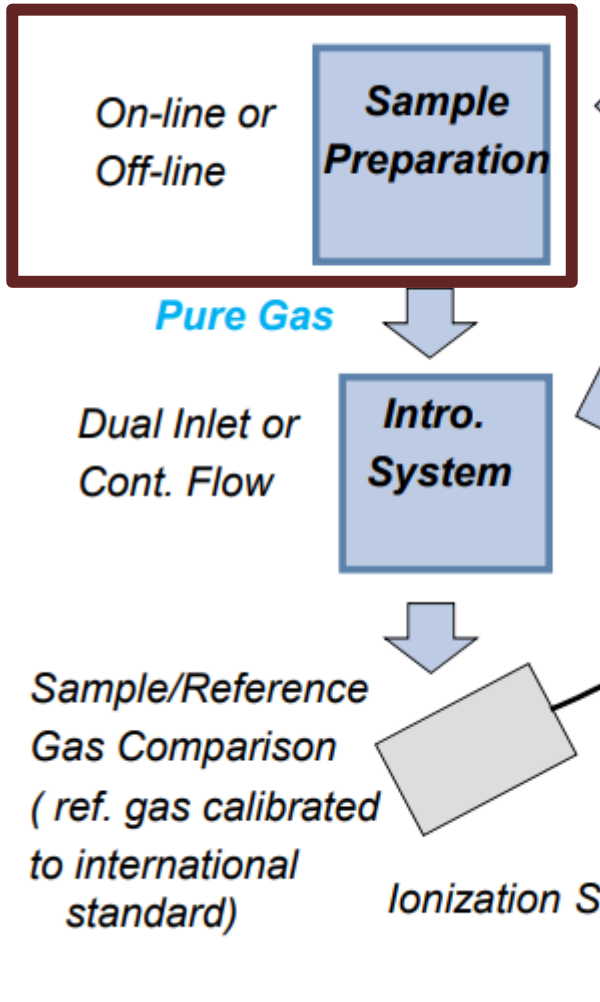 On-line or
Off-line
Sample
Preparation
Pure Gas
Dual Inlet or
Cont. Flow
Intro.
System
Sample/Reference
Gas Comparison
( ref. gas calibrated
to international
standard)
Ionization S